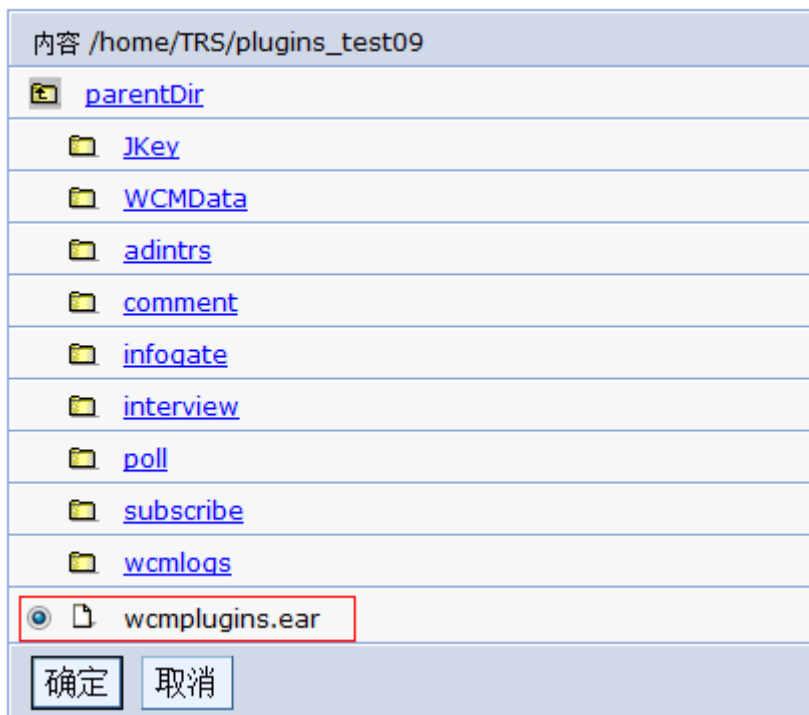 内容 /home/TRS/plugins_test09
parentDir
JKey
WCMData
adintrs
comment
infogate
interview
poll
subscribe
wcmlogs
wcmplugins.ear
确定 取消